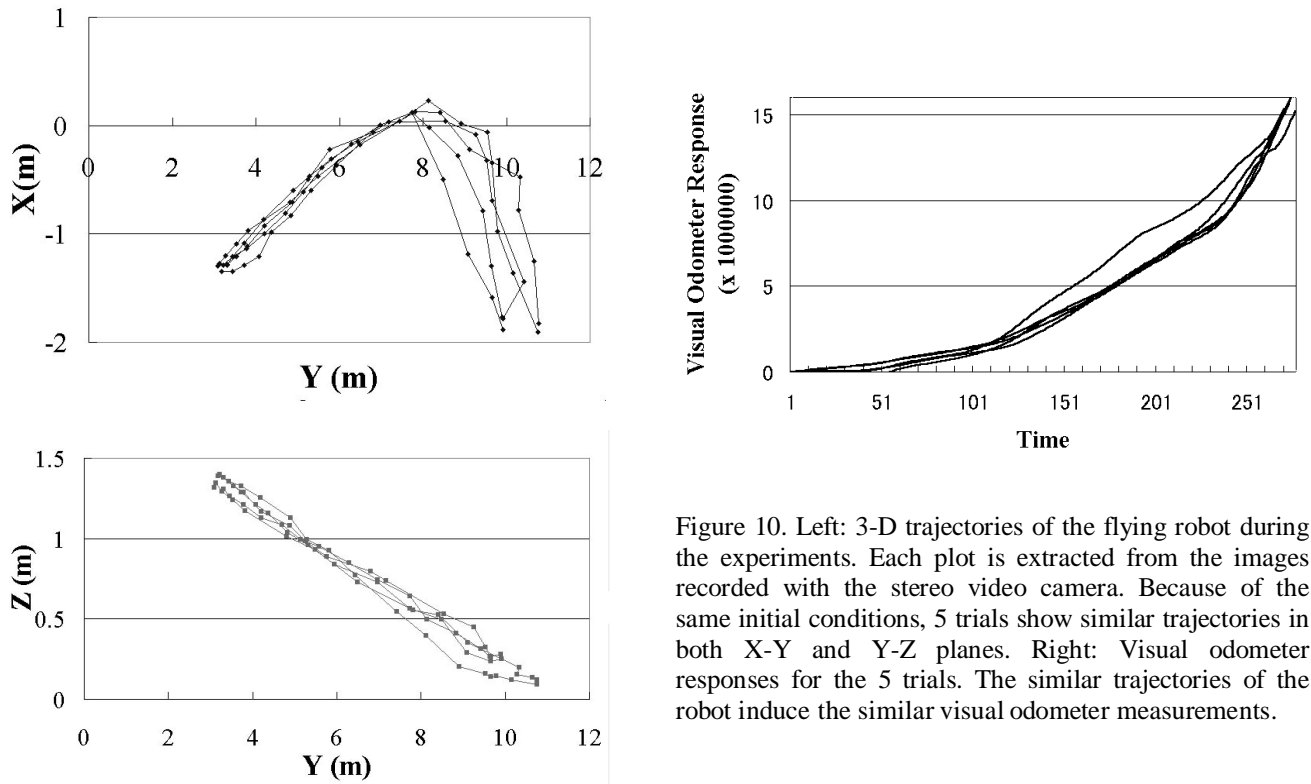 1
0
0 2 4 6 8 10 12
-1
-2
X(m)
Y (m)
1.5
1
0.5
0
0 2 4 6 8 10 12
Z (m)
Y (m)
15
10
5
0
1 51 101 151 201 251
Visual Odometer Response
(x 1000000)
Time
Figure 10. Left: 3-D trajectories of the flying robot during
the experiments. Each plot is extracted from the images
recorded with the stereo video camera. Because of the
same initial conditions, 5 trials show similar trajectories in
both X-Y and Y-Z planes. Right: Visual odometer
responses for the 5 trials. The similar trajectories of the
robot induce the similar visual odometer measurements.